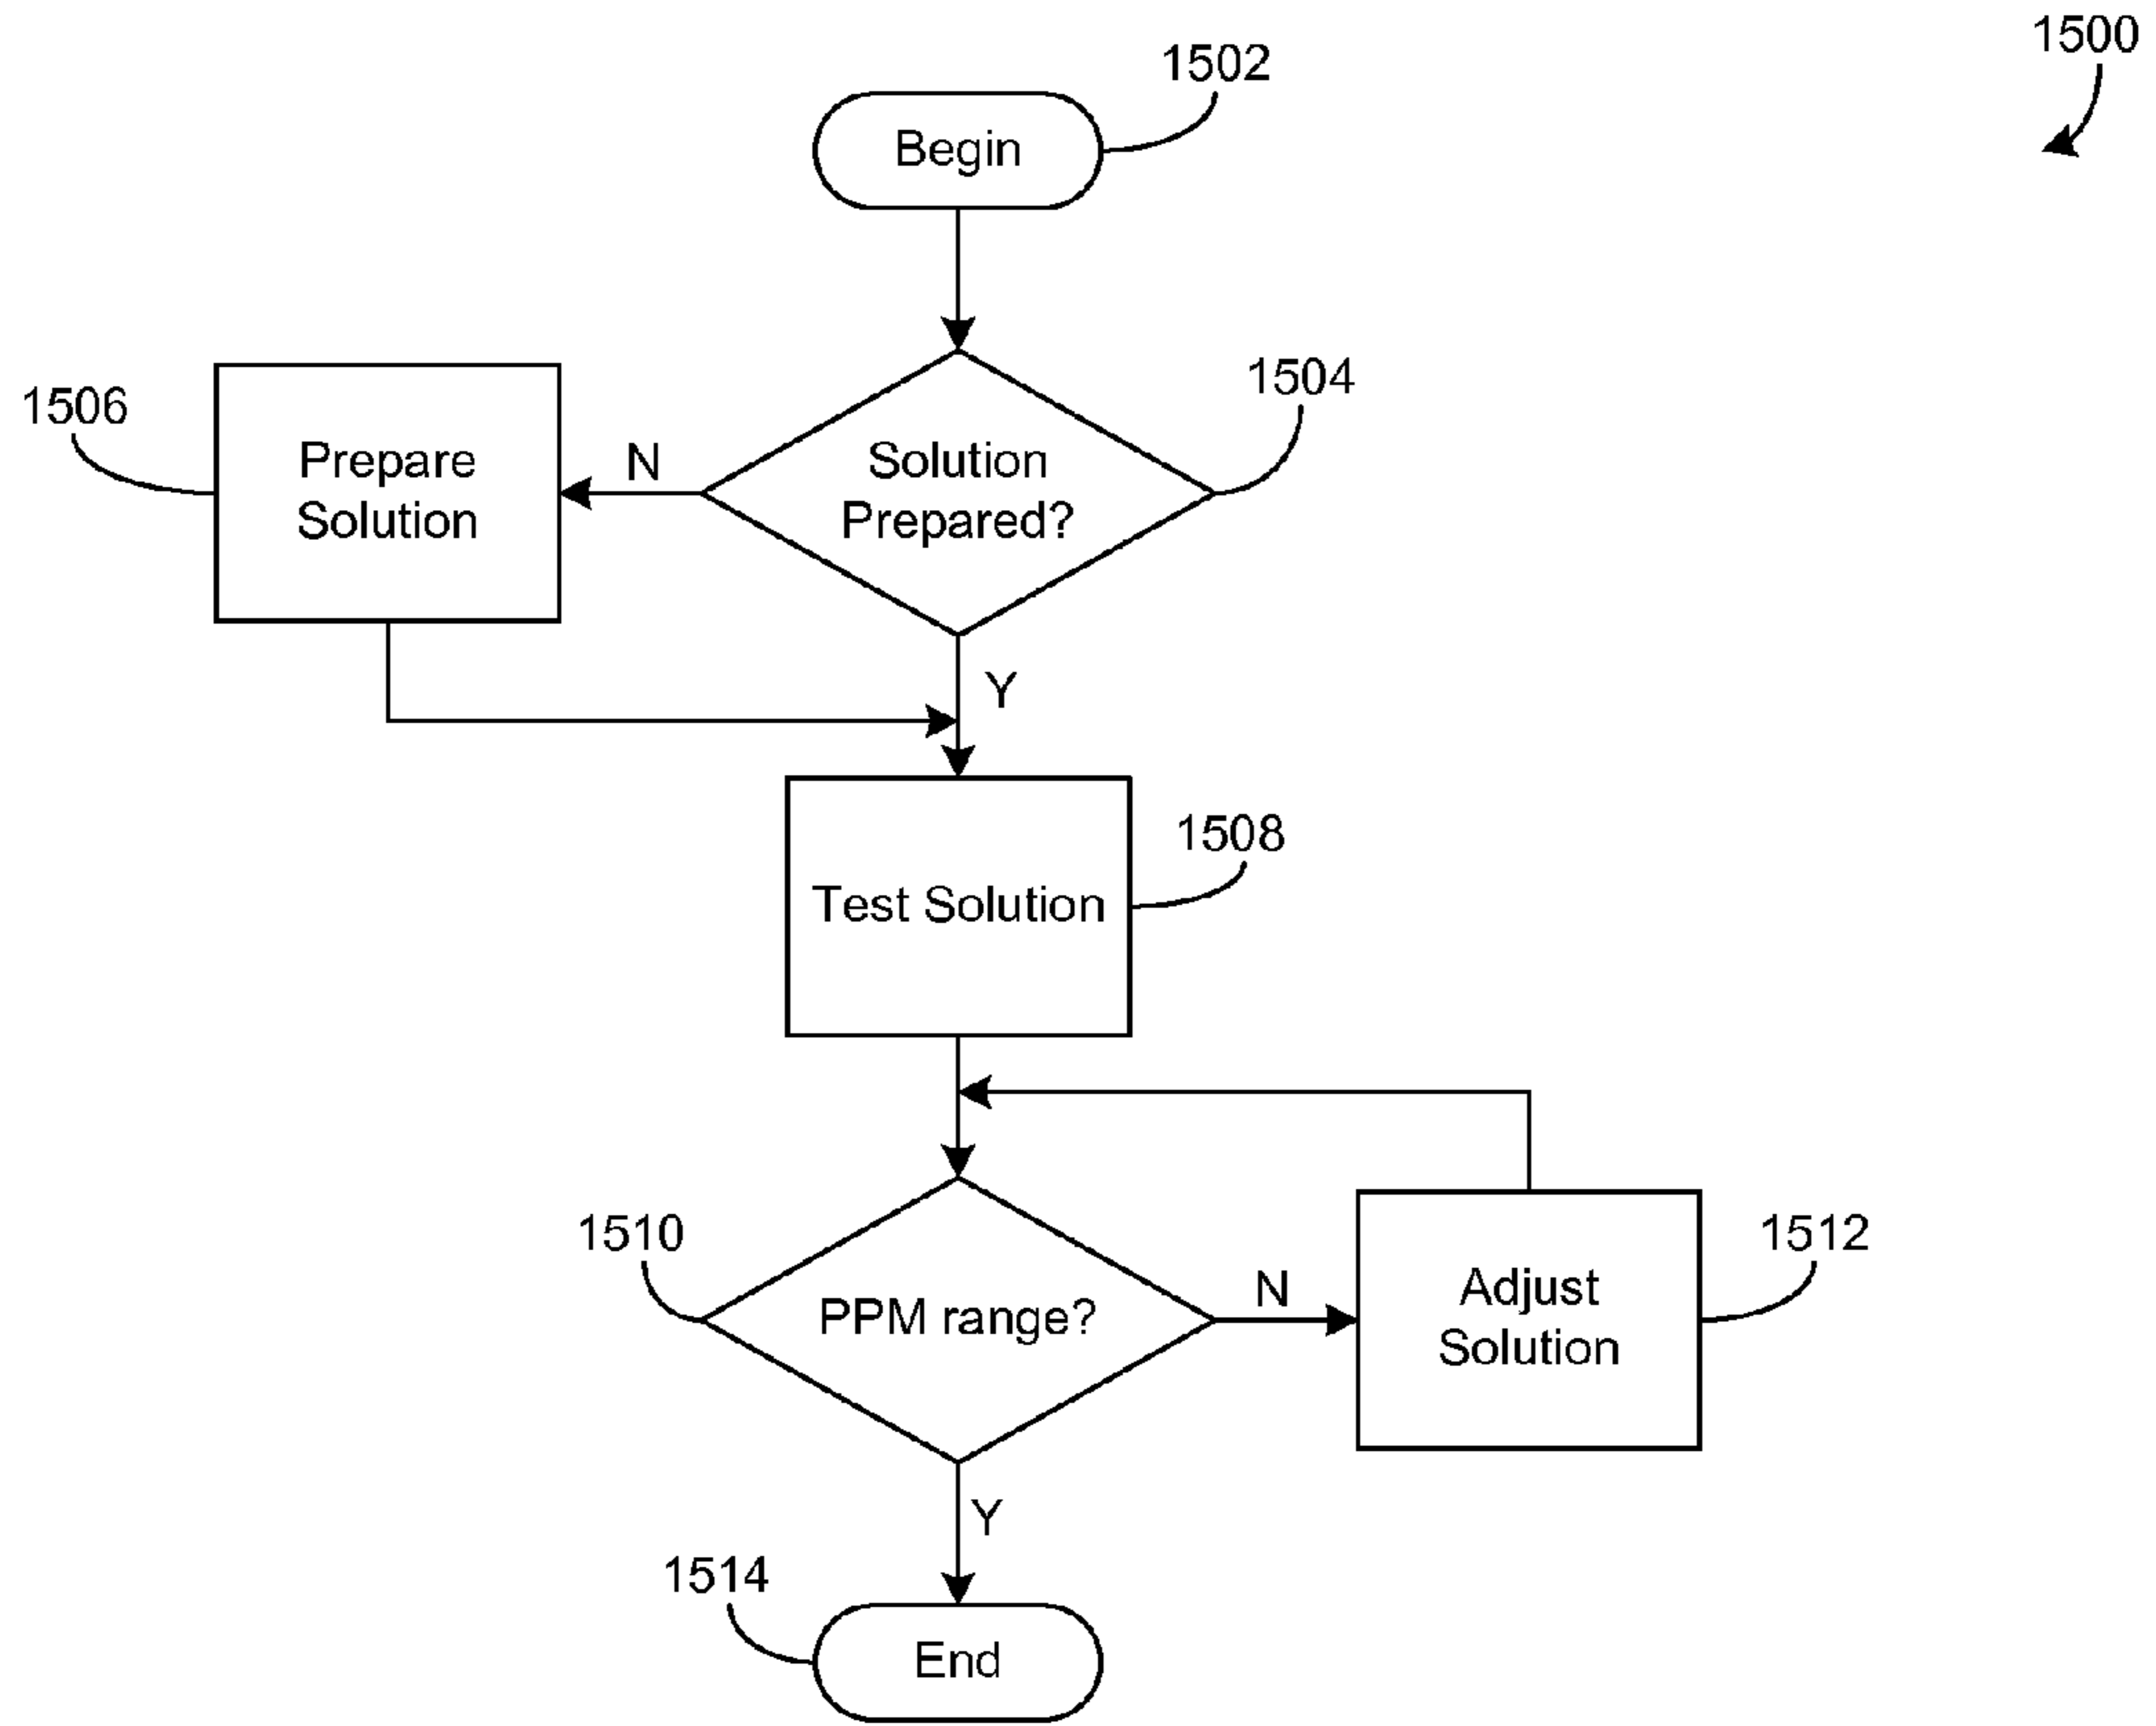 1500
1502
Begin
1504
1506
Prepare
Solution
N
Solution
Prepared?
Y
1508
Test Solution
1510
PPM range?
N
1512
Adjust
Solution
Y
1514
End